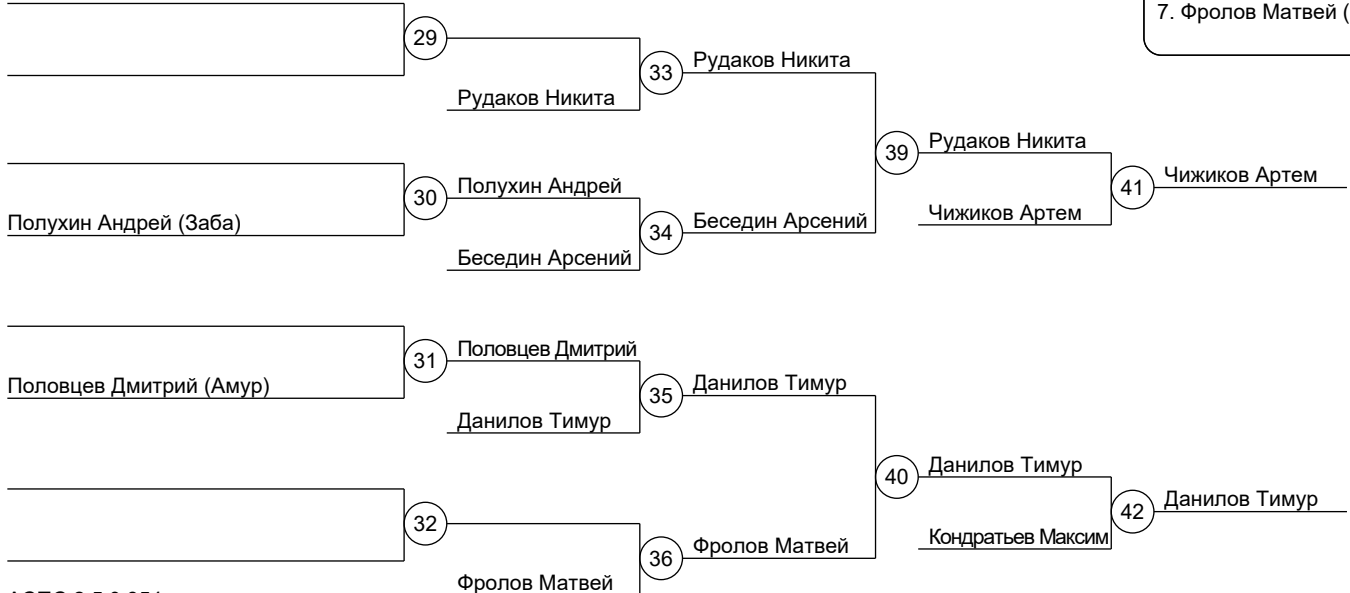 7. Фролов Матвей (
29
33
Рудаков Никита
Рудаков Никита
39
Рудаков Никита
41
Чижиков Артем
Чижиков Артем
30
Полухин Андрей
Полухин Андрей (Заба)
34
Беседин Арсений
Беседин Арсений
31
Половцев Дмитрий
Половцев Дмитрий (Амур)
35
Данилов Тимур
Данилов Тимур
40
Данилов Тимур
42
Данилов Тимур
Кондратьев Максим
32
36
Фролов Матвей
Фролов Матвей